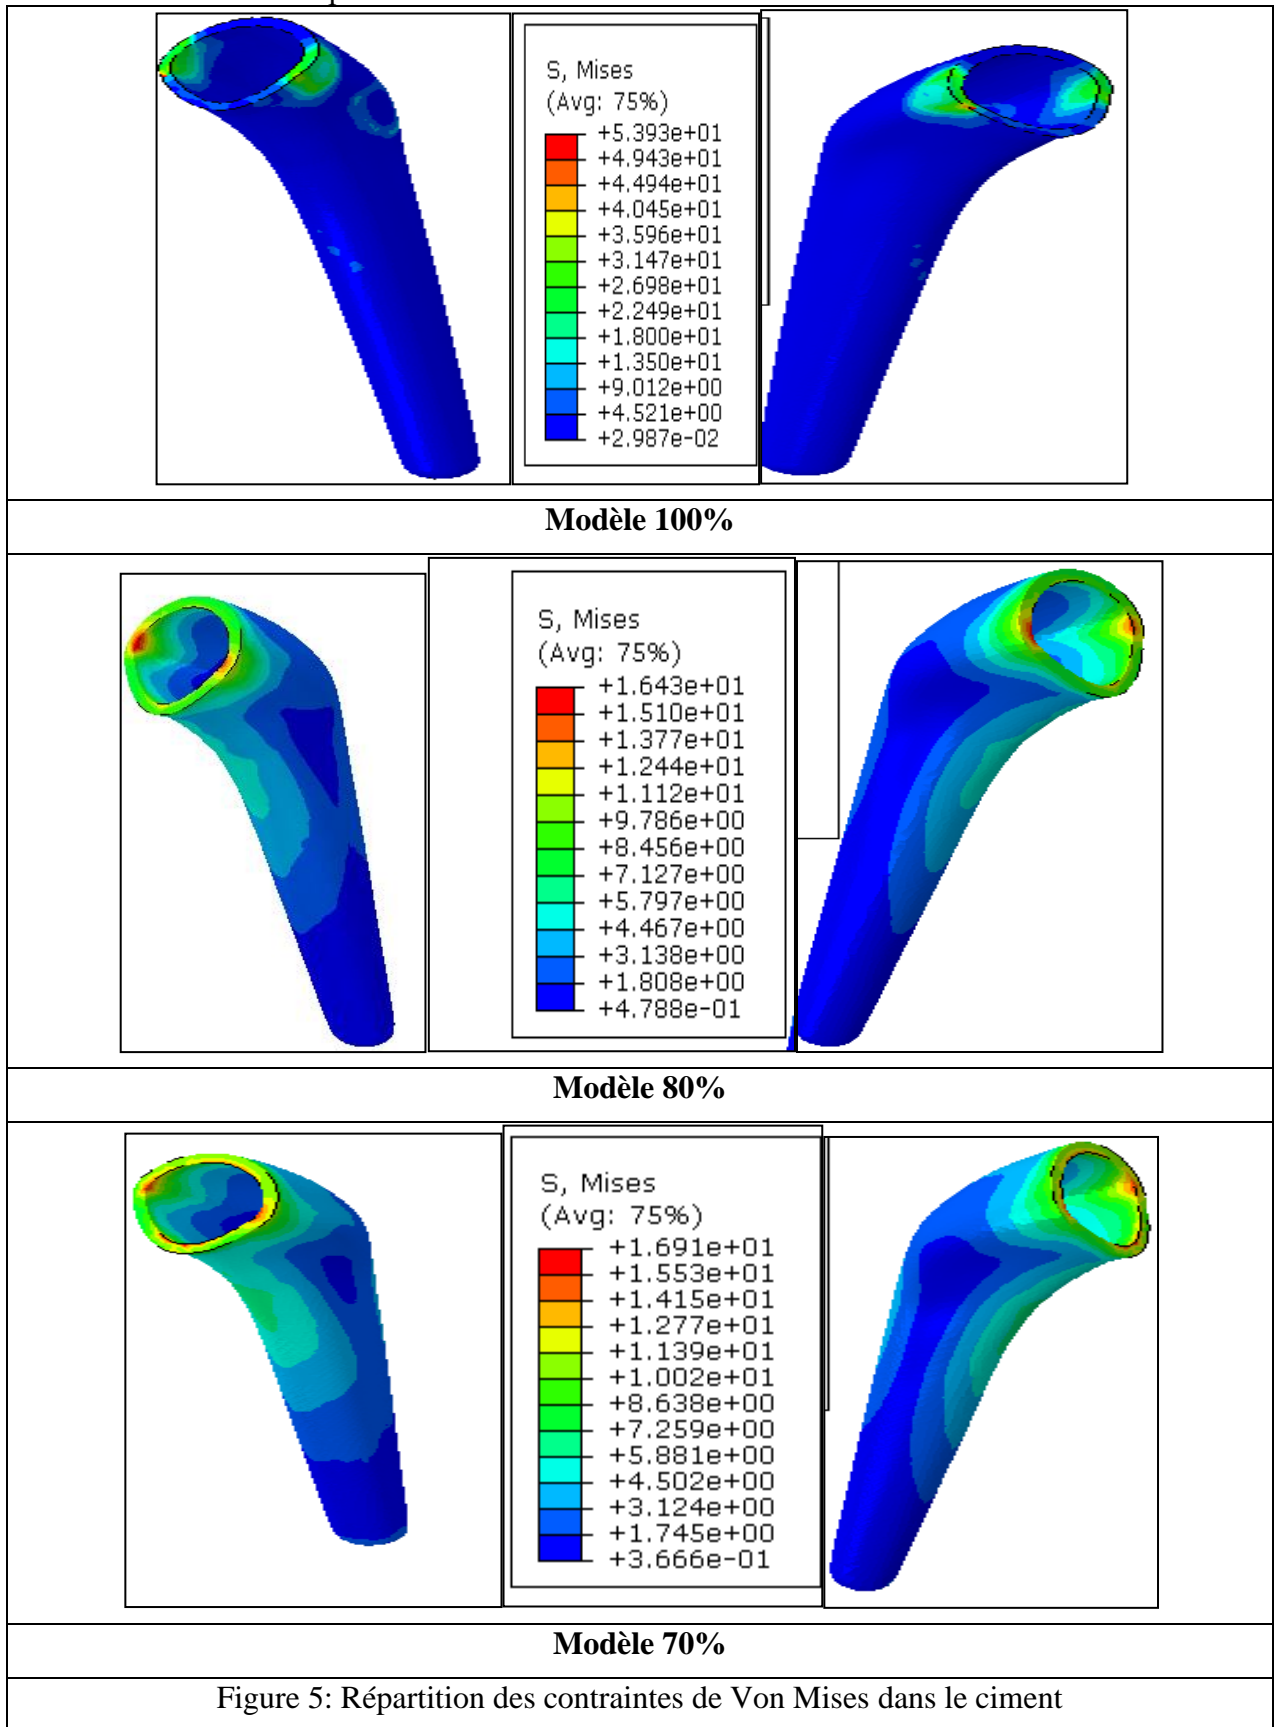 S, Mises
(Avg: 75%)
+5.393e+01
+4.943e+01
+4.494e+01
+4.045e+01
+3.596e+01
+3.147e+01
+2.698e+01
+2.249e+01
+1.800e+01
+1.350e+01
+9.012e+00
+4.521e+00
+2.987e-02
Modèle 100%
S, Mises
(Avg: 75%)
+1.643e+01
+1.510e+01
+1.377e+01
+1.244e+01
+1.112e+01
+9.786e+00
+8.456e+00
+7.127e+00
+5.797e+00
+4.467e+00
+3.138e+00
+1.808e+00
+4.788e-01
Modèle 80%
S, Mises
(Avg: 75%)
+1.691e+01
+1.553e+01
+1.415e+01
+1.277e+01
+1.139e+01
+1.002e+01
+8.638e+00
+7.259e+00
+5.881e+00
+4.502e+00
+3.124e+00
+1.745e+00
+3.666e-01
Modèle 70%
Figure 5: Répartition des contraintes de Von Mises dans le ciment